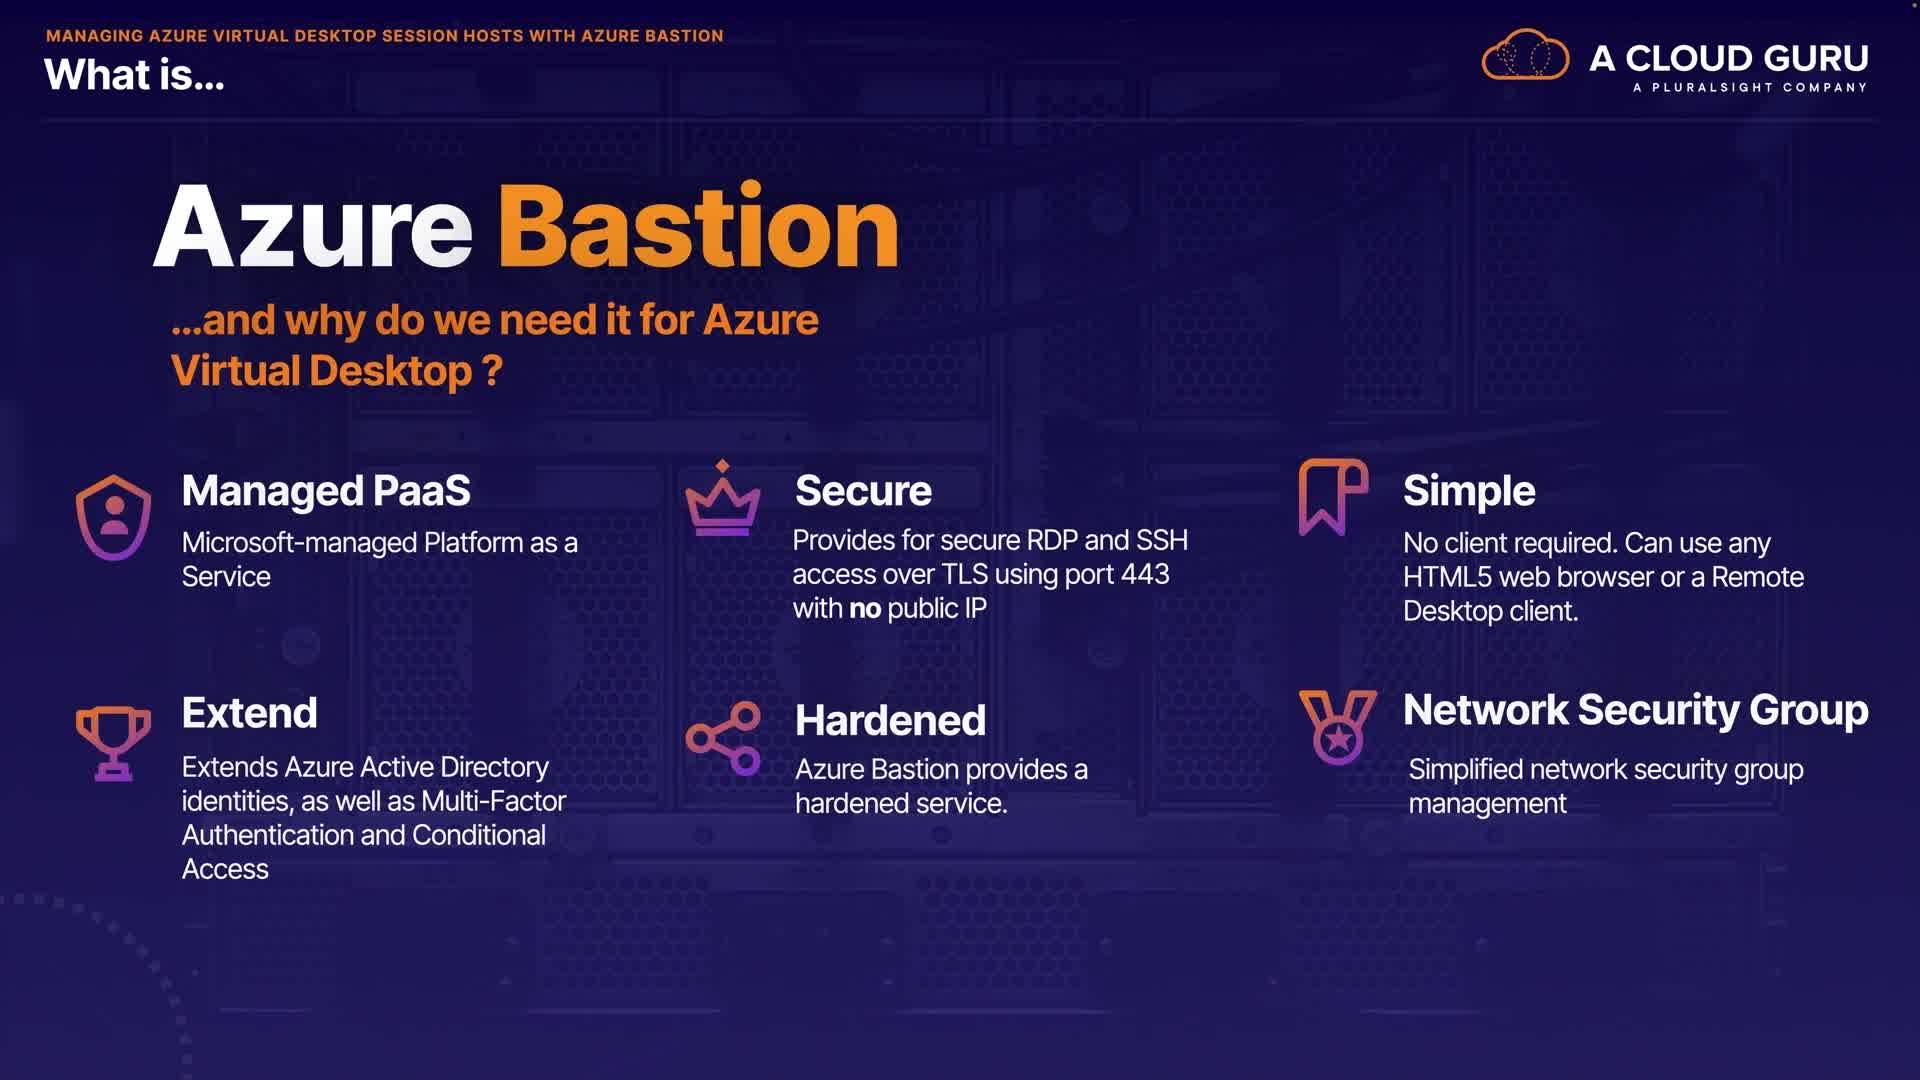 MANAGING AZURE VIRTUAL DESKTOP SESSION HOSTS WITH AZURE BASTION
What is...
A CLOUD GURU
A PLURALSIGHT COMPANY
Azure Bastion
...and why do we need it for Azure
Virtual Desktop ?
Managed PaaS
Microsoft-managed Platform as a
Service
Secure
Provides for secure RDP and SSH
access over TLS using port 443
with no public IP
Simple
No client required. Can use any
HTML5 web browser or a Remote
Desktop client.
Extend
Extends Azure Active Directory
identities, as well as Multi-Factor
Authentication and Conditional
Access
Hardened
Azure Bastion provides a
hardened service.
Network Security Group
Simplified network security group
management